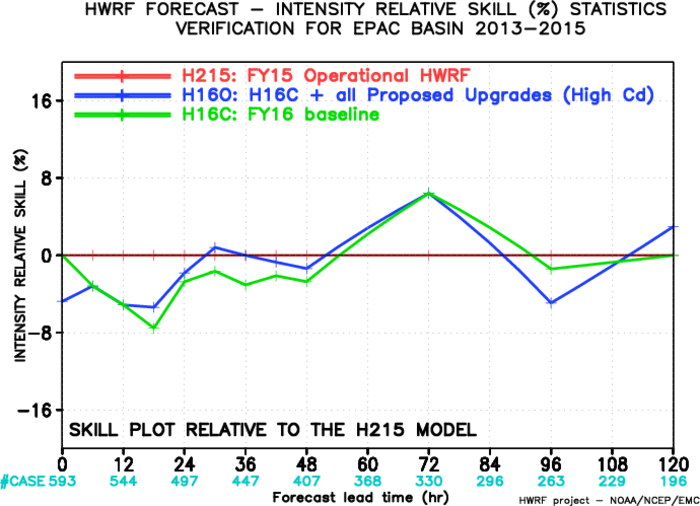 HWRF FORECAST – INTENSITY RELATIVE SKILL (%) STATISTICS
VERIFICATION FOR EPAC BASIN 2013–2015
H215: FY15 Operational HWRF
H16O: H16C + all Proposed Upgrades (High Cd)
H16C: FY16 baseline
INTENSITY RELATIVE SKILL (%)
16
8
0
–8
–16
SKILL PLOT RELATIVE TO THE H215 MODEL
0 12 24 36 48 60 72 84 96 108 120
#CASE 593 544 497 447 407 368 330 296 263 229 196
Forecast lead time (hr)
HWRF project – NOAA/NCEP/EMC